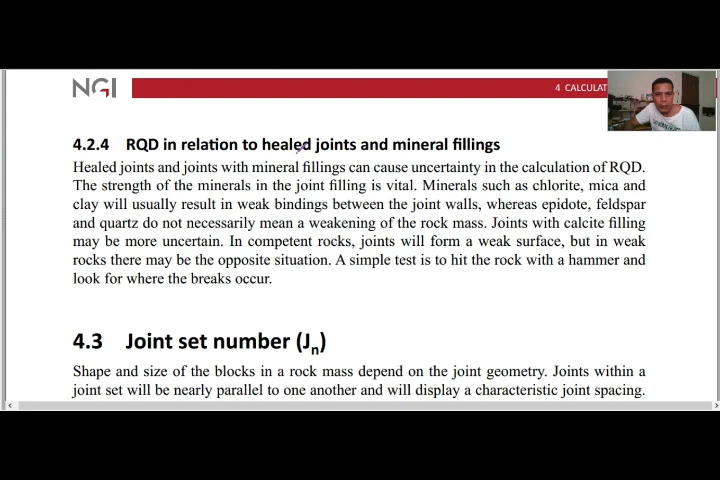 NGI
4 CALCULAT
4.2.4 RQD in relation to healed joints and mineral fillings
Healed joints and joints with mineral fillings can cause uncertainty in the calculation of RQD.
The strength of the minerals in the joint filling is vital. Minerals such as chlorite, mica and
clay will usually result in weak bindings between the joint walls, whereas epidote, feldspar
and quartz do not necessarily mean a weakening of the rock mass. Joints with calcite filling
may be more uncertain. In competent rocks, joints will form a weak surface, but in weak
rocks there may be the opposite situation. A simple test is to hit the rock with a hammer and
look for where the breaks occur.
4.3 Joint set number (Jn)
Shape and size of the blocks in a rock mass depend on the joint geometry. Joints within a
joint set will be nearly parallel to one another and will display a characteristic joint spacing.